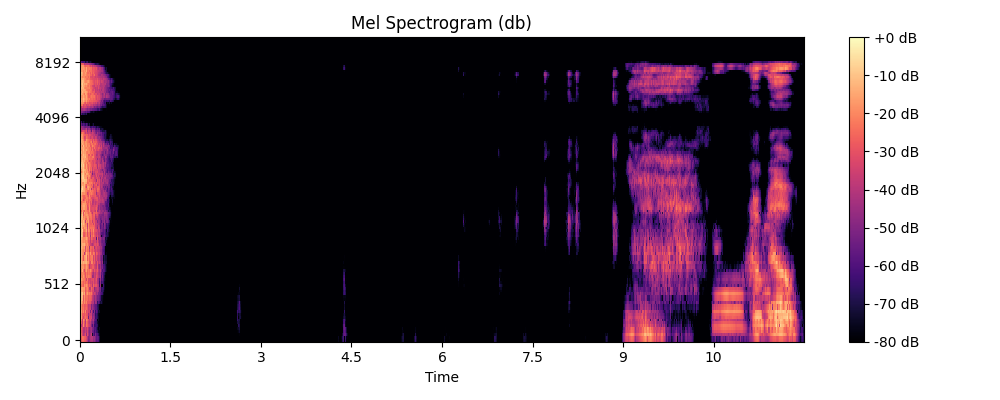 Mel Spectrogram (db)
Hz
8192
4096
2048
1024
512
0
0 1.5 3 4.5 6 7.5 9 10
Time
+0 dB
-10 dB
-20 dB
-30 dB
-40 dB
-50 dB
-60 dB
-70 dB
-80 dB